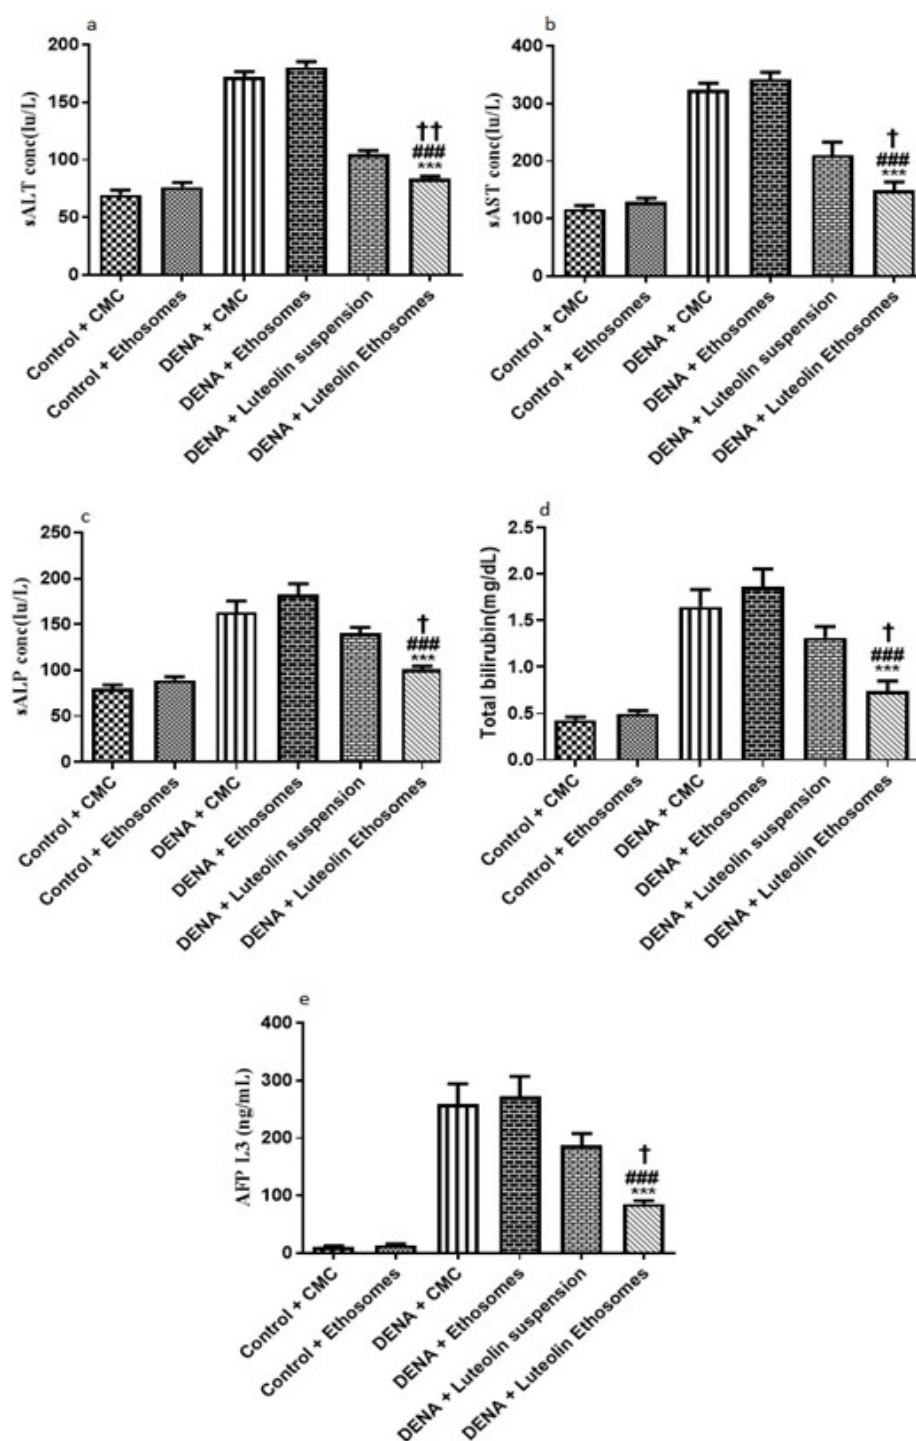 a
sALT conc(Iu/L)
200
150
100
50
0
††
###
***
Control + CMC
Control + Ethosomes
DENA + CMC
DENA + Ethosomes
DENA + Luteolin suspension
DENA + Luteolin Ethosomes
b
sAST conc(Iu/L)
400
300
200
100
0
†
###
***
Control + CMC
Control + Ethosomes
DENA + CMC
DENA + Ethosomes
DENA + Luteolin suspension
DENA + Luteolin Ethosomes
c
sALP conc(Iu/L)
250
200
150
100
50
0
†
###
***
Control + CMC
Control + Ethosomes
DENA + CMC
DENA + Ethosomes
DENA + Luteolin suspension
DENA + Luteolin Ethosomes
d
Total bilirubin(mg/dL)
2.5
2.0
1.5
1.0
0.5
0.0
†
###
***
Control + CMC
Control + Ethosomes
DENA + CMC
DENA + Ethosomes
DENA + Luteolin suspension
DENA + Luteolin Ethosomes
e
AFP L3 (ng/mL)
400
300
200
100
0
†
###
***
Control + CMC
Control + Ethosomes
DENA + CMC
DENA + Ethosomes
DENA + Luteolin suspension
DENA + Luteolin Ethosomes